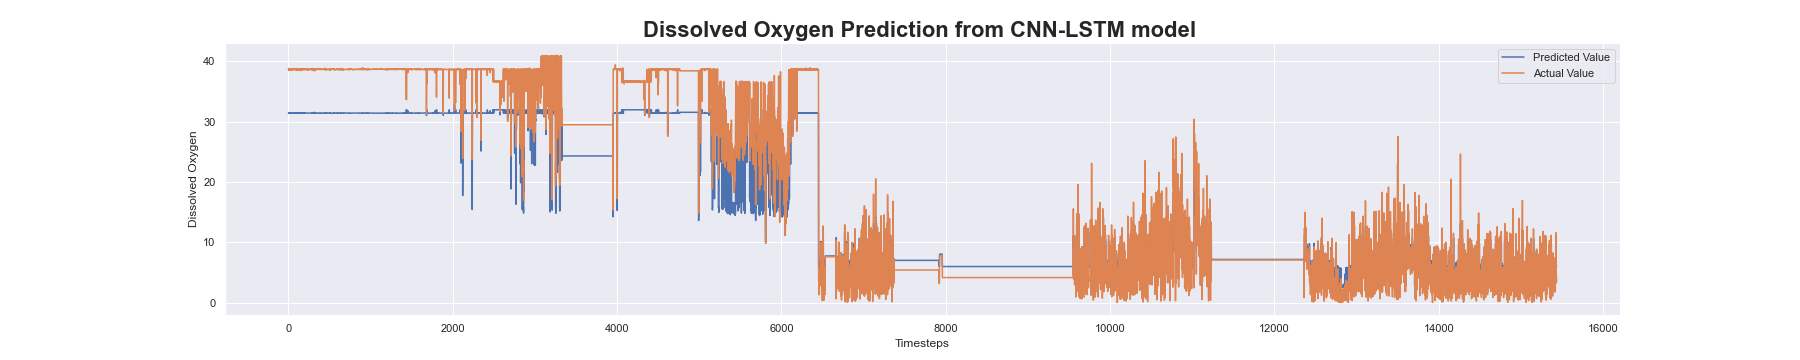 Dissolved Oxygen Prediction from CNN-LSTM model
Predicted Value
Actual Value
Dissolved Oxygen
40
30
20
10
0
0 2000 4000 6000 8000 10000 12000 14000 16000
Timesteps